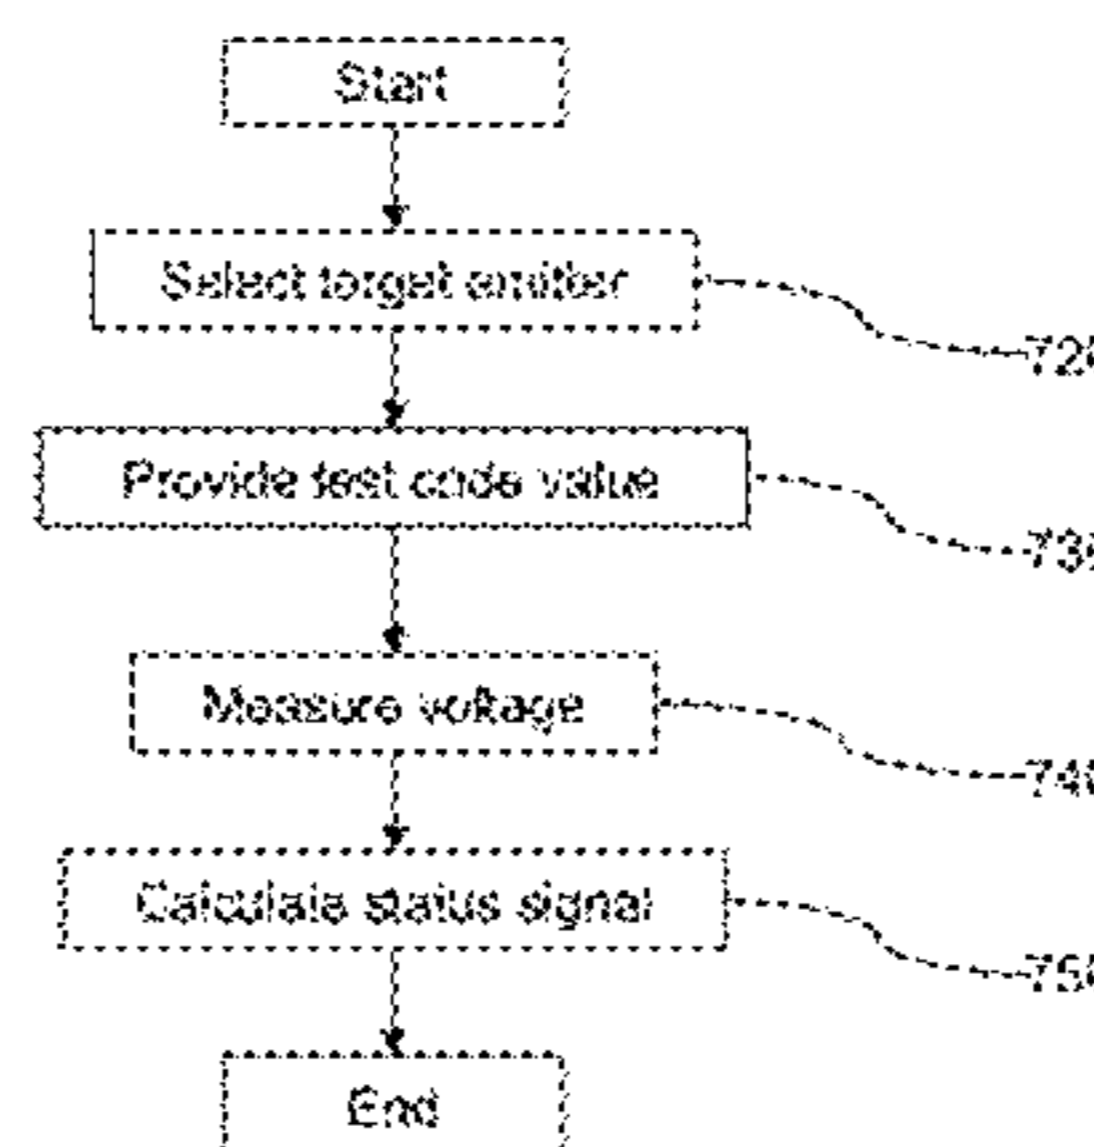 Start
Select target emitter
Provide test code value
Measure voltage
Calculate status signal
End